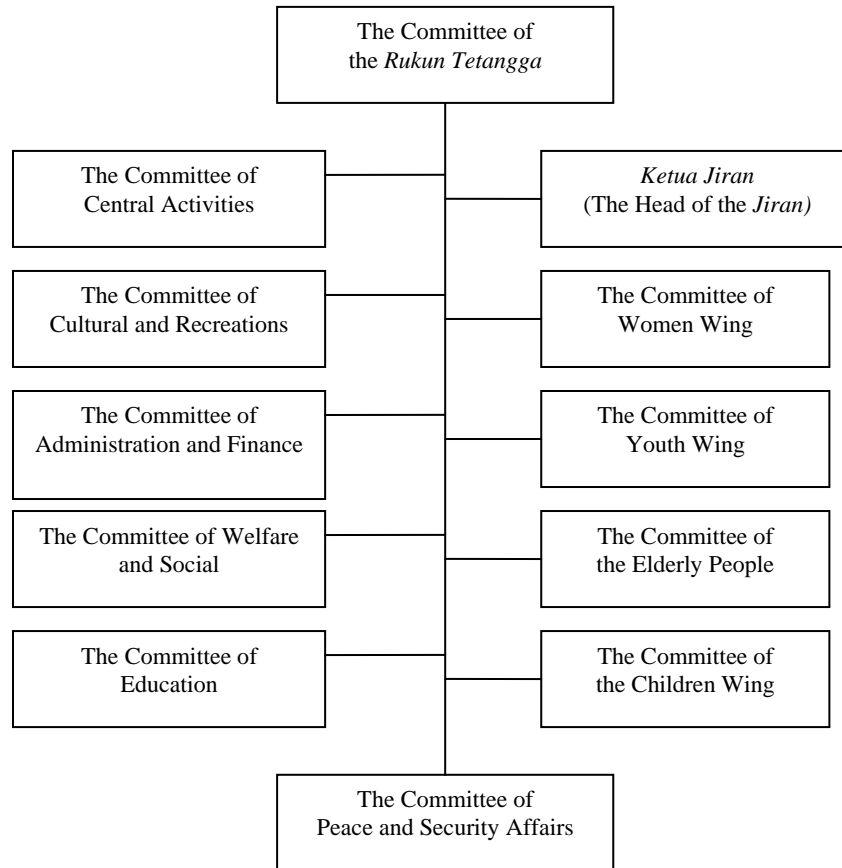 The Committee of
the Rukun Tetangga
The Committee of
Central Activities
Ketua Jiran
(The Head of the Jiran)
The Committee of
Cultural and Recreations
The Committee of
Women Wing
The Committee of
Administration and Finance
The Committee of
Youth Wing
The Committee of Welfare
and Social
The Committee of
the Elderly People
The Committee of
Education
The Committee of
the Children Wing
The Committee of
Peace and Security Affairs